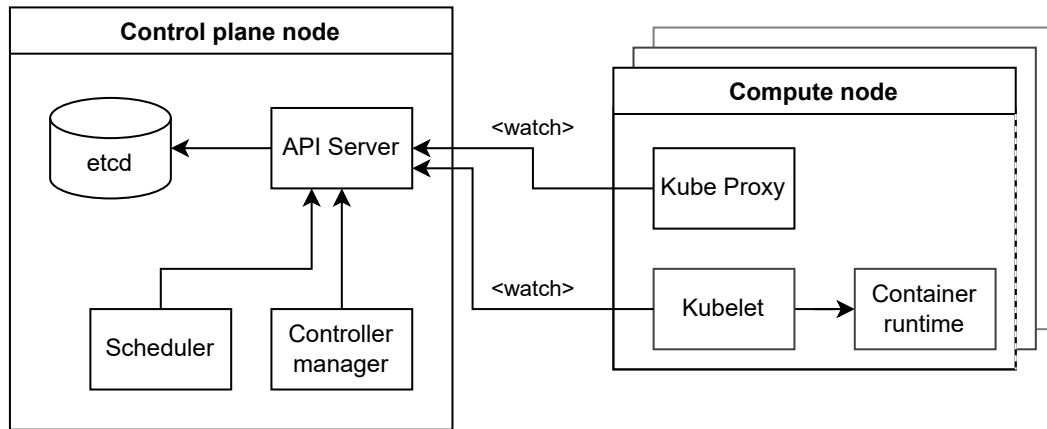 Control plane node
etcd
API Server
Scheduler
Controller
manager
<watch>
<watch>
Compute node
Kube Proxy
Kubelet
Container
runtime